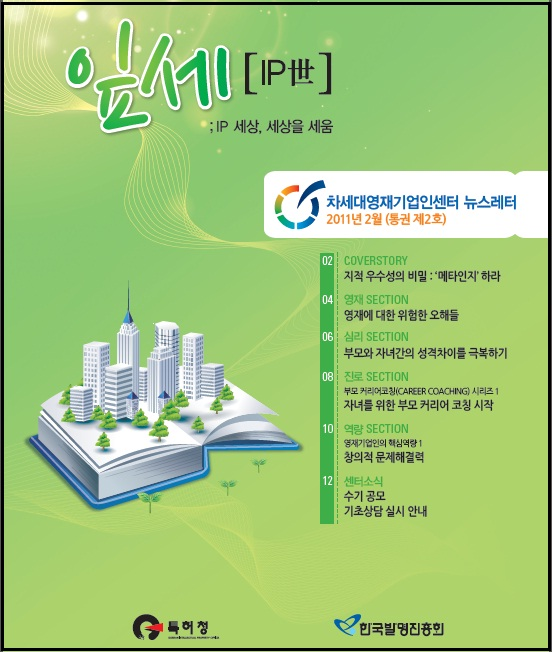 잎세 [IP世]
; IP 세상, 세상을 세움
차세대영재기업인센터 뉴스레터
2011년 2월 (통권 제2호)
02 COVERSTORY
지적 우수성의 비밀 : ‘메타인지’ 하라
04 영재 SECTION
영재에 대한 위험한 오해들
06 심리 SECTION
부모와 자녀간의 성격차이를 극복하기
08 진로 SECTION
부모 커리어코칭(CAREER COACHING) 시리즈 1
자녀를 위한 부모 커리어 코칭 시작
10 역량 SECTION
영재기업인의 핵심역량 1
창의적 문제해결력
12 센터소식
수기 공모
기초상담 실시 안내
특허청
한국발명진흥회